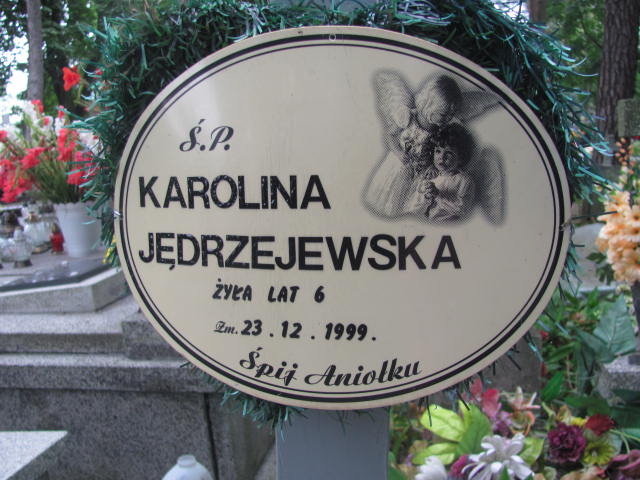 Ś.P.
KAROLINA
JĘDRZEJEWSKA
ŻYŁA LAT 6
Zm. 23.12.1999.
Śpij Aniołku